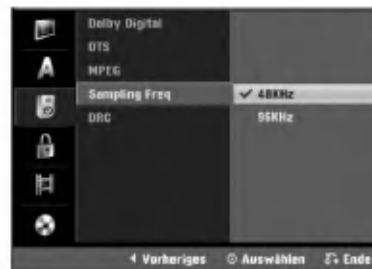 Dolby Digital
DTS
MPEG
Sampling Freq ✓ 48KHz
DRC 96KHz
Vorheriges Auswählen Ende